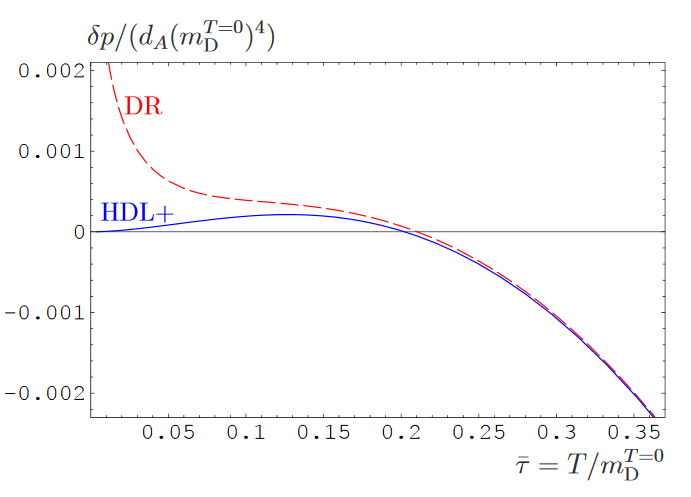 δp/(d_A(m_D^{T=0})^4)
0.002
DR
0.001
HDL+
0
-0.001
-0.002
0.05 0.1 0.15 0.2 0.25 0.3 0.35
τ̄ = T/m_D^{T=0}